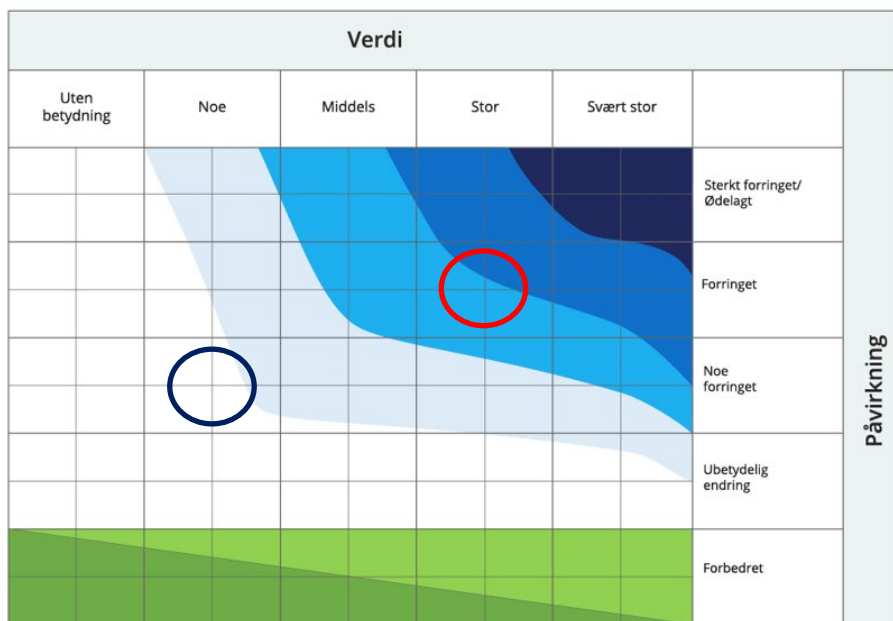 Verdi
Uten
betydning
Noe
Middels
Stor
Svært stor
Sterkt forringet/
Ødelagt
Forringet
Noe
forringet
Ubetydelig
endring
Forbedret
Påvirkning